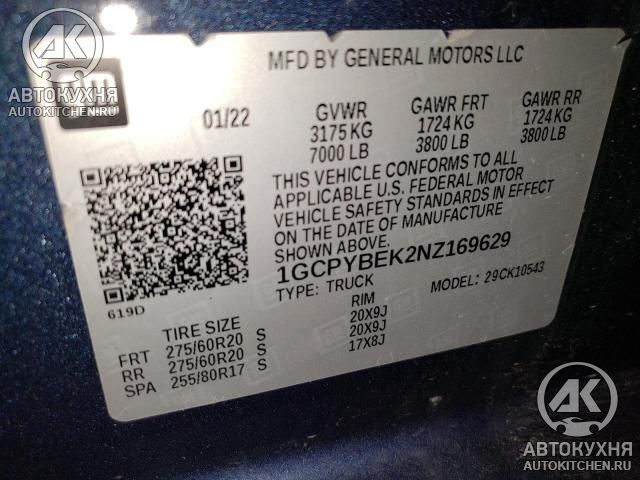 AK
gm
АВТОКУХНЯ
AUTOKITCHEN.RU
MFD BY GENERAL MOTORS LLC
01/22
GVWR GAWR FRT GAWR RR
3175 KG 1724 KG 1724 KG
7000 LB 3800 LB 3800 LB
THIS VEHICLE CONFORMS TO ALL
APPLICABLE U.S. FEDERAL MOTOR
VEHICLE SAFETY STANDARDS IN EFFECT
ON THE DATE OF MANUFACTURE
SHOWN ABOVE.
1GCPYBEK2NZ169629
TYPE: TRUCK MODEL: 29CK10543
619D
TIRE SIZE RIM
FRT 275/60R20 S 20X9J
RR 275/60R20 S 20X9J
SPA 255/80R17 S 17X8J
AK
АВТОКУХНЯ
AUTOKITCHEN.RU